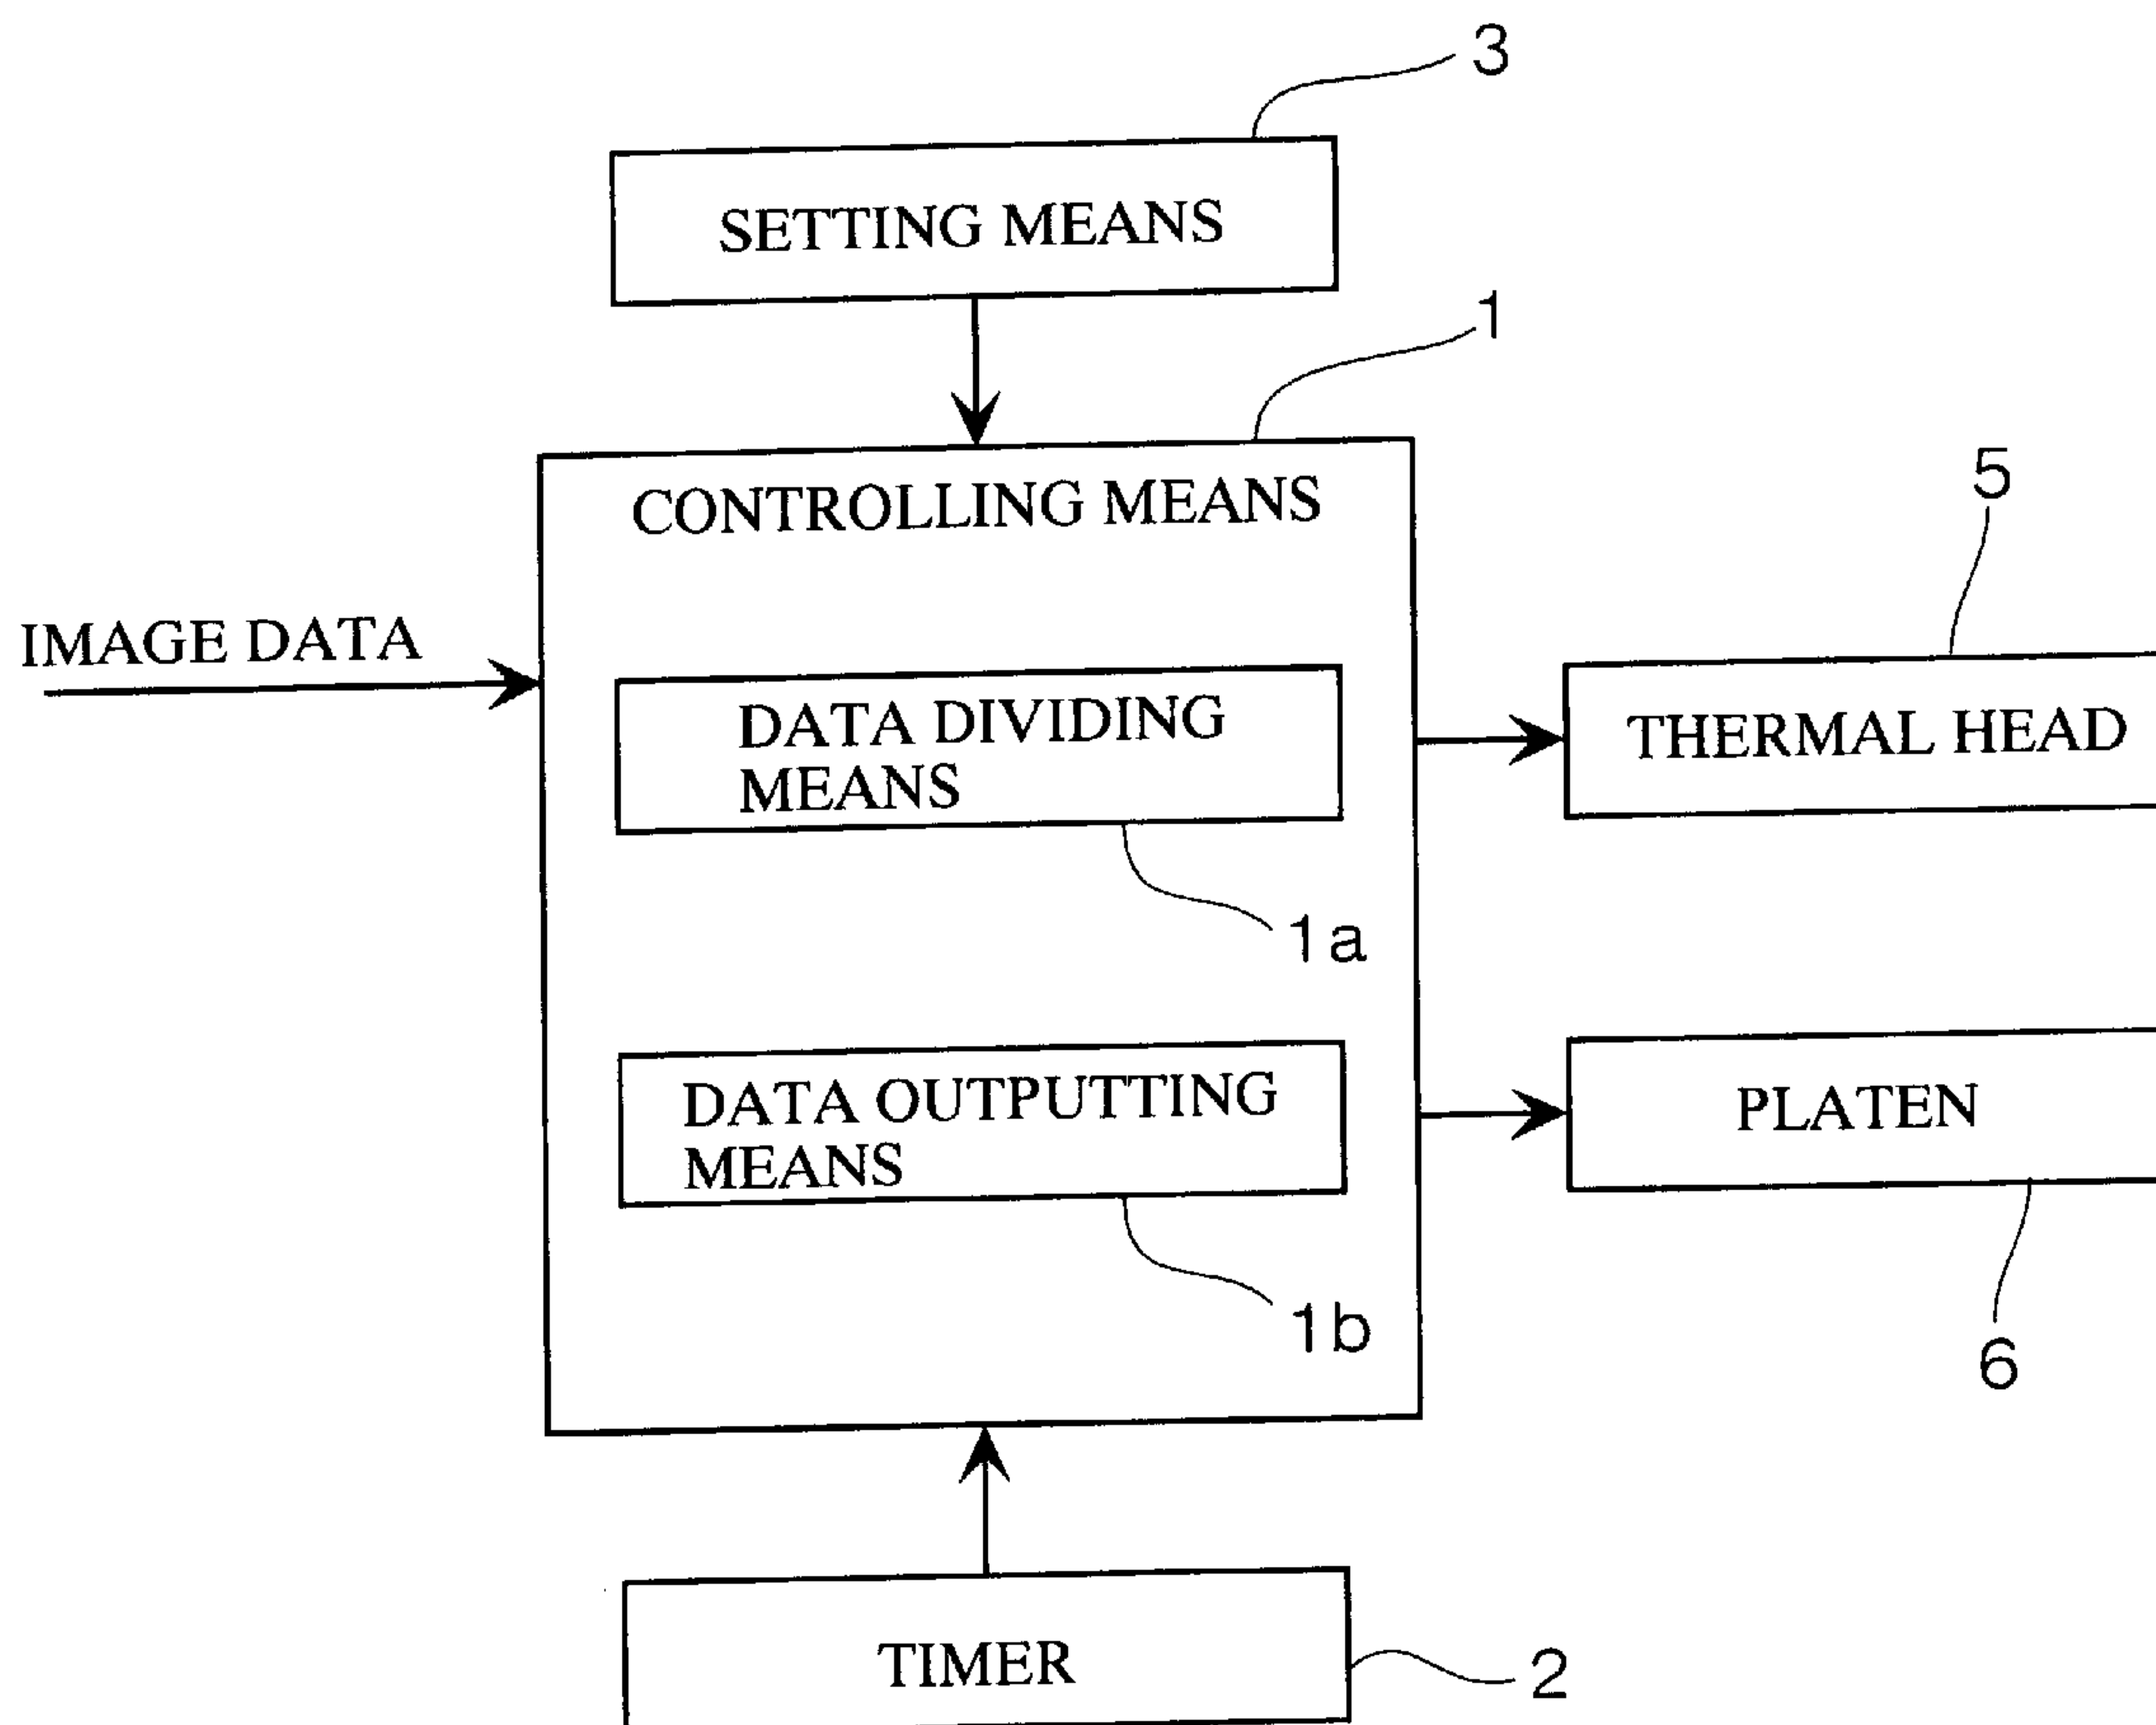 3
SETTING MEANS
1
CONTROLLING MEANS
5
IMAGE DATA
DATA DIVIDING
MEANS
THERMAL HEAD
1a
DATA OUTPUTTING
MEANS
PLATEN
1b
6
TIMER
2